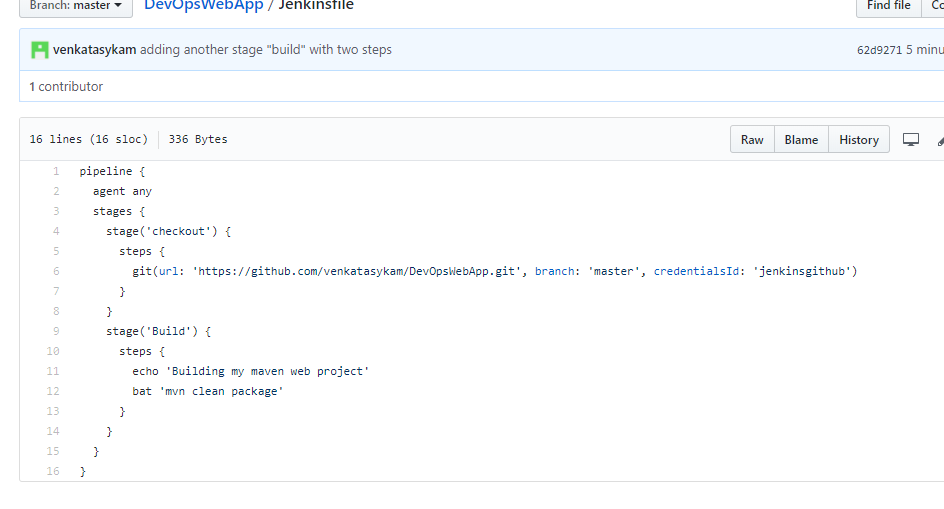 Branch: master
DevOpsWebApp / Jenkinsfile
Find file
venkatasykam adding another stage "build" with two steps
62d9271 5
1 contributor
16 lines (16 sloc) 336 Bytes
Raw Blame History
1 pipeline {
2 agent any
3 stages {
4 stage('checkout') {
5 steps {
6 git(url: 'https://github.com/venkatasykam/DevOpsWebApp.git', branch: 'master', credentialsId: 'jenkinsgithub')
7 }
8 }
9 stage('Build') {
10 steps {
11 echo 'Building my maven web project'
12 bat 'mvn clean package'
13 }
14 }
15 }
16 }